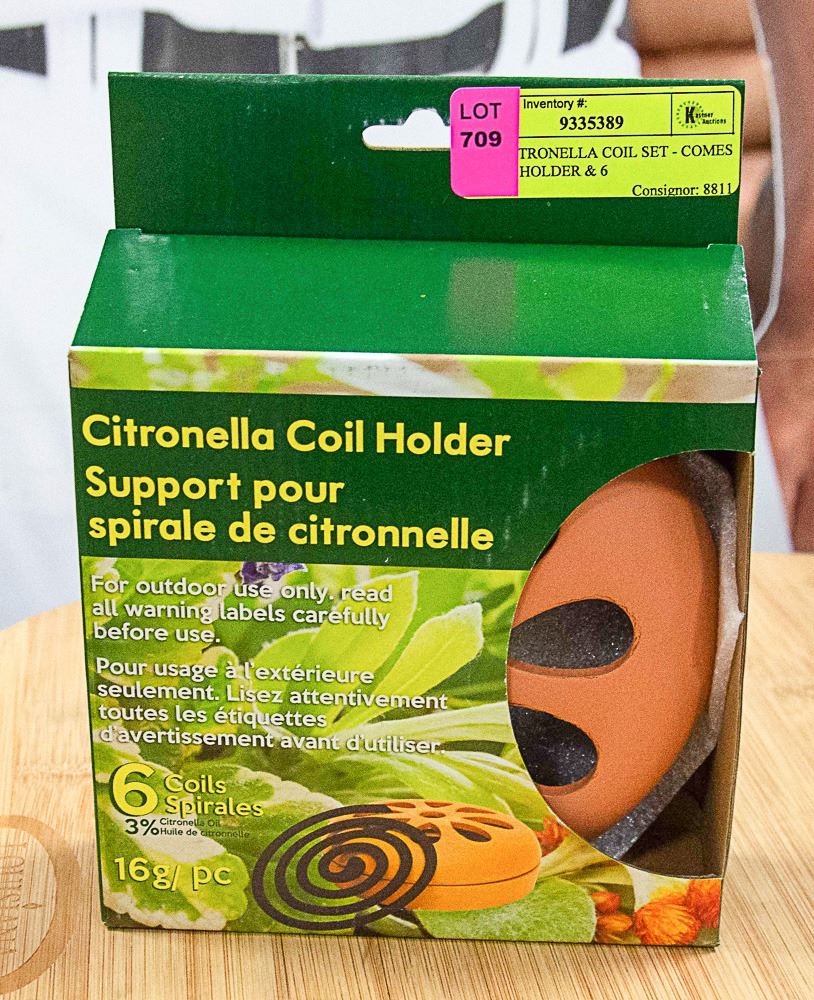 LOT
709
Inventory #:
9335389
Kastner
Auctions
TRONELLA COIL SET - COMES
HOLDER & 6
Consignor: 8811
Citronella Coil Holder
Support pour
spirale de citronnelle
For outdoor use only. read
all warning labels carefully
before use.
Pour usage à l'extérieure
seulement. Lisez attentivement
toutes les étiquettes
d'avertissement avant d'utiliser.
6 Coils
Spirales
3% Citronella Oil
Huile de citronnelle
16g/ pc